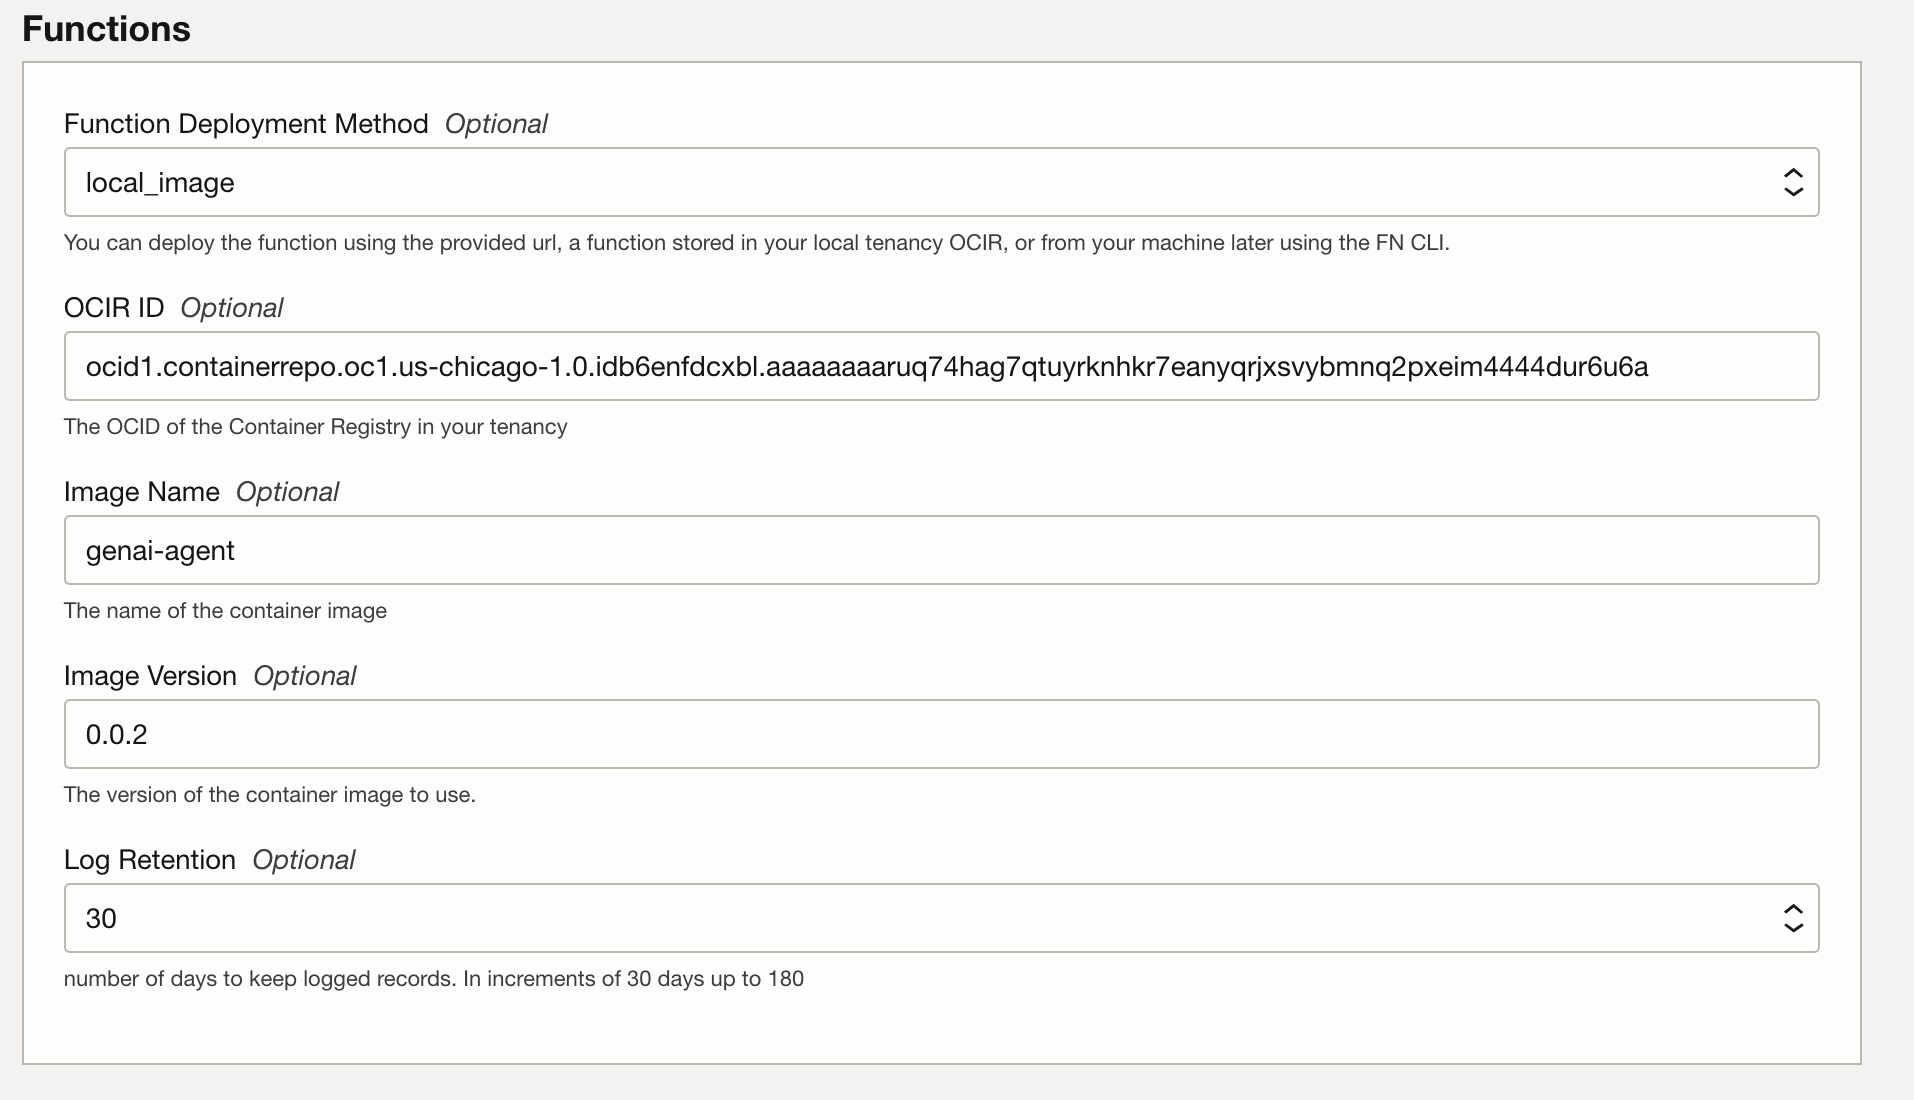 Functions
Function Deployment Method Optional
local_image
You can deploy the function using the provided url, a function stored in your local tenancy OCIR, or from your machine later using the FN CLI.
OCIR ID Optional
ocid1.containerrepo.oc1.us-chicago-1.0.idb6enfdcxbl.aaaaaaaaruq74hag7qtuyrknhkr7eanyqrjxsvybmnq2pxeim4444dur6u6a
The OCID of the Container Registry in your tenancy
Image Name Optional
genai-agent
The name of the container image
Image Version Optional
0.0.2
The version of the container image to use.
Log Retention Optional
30
number of days to keep logged records. In increments of 30 days up to 180